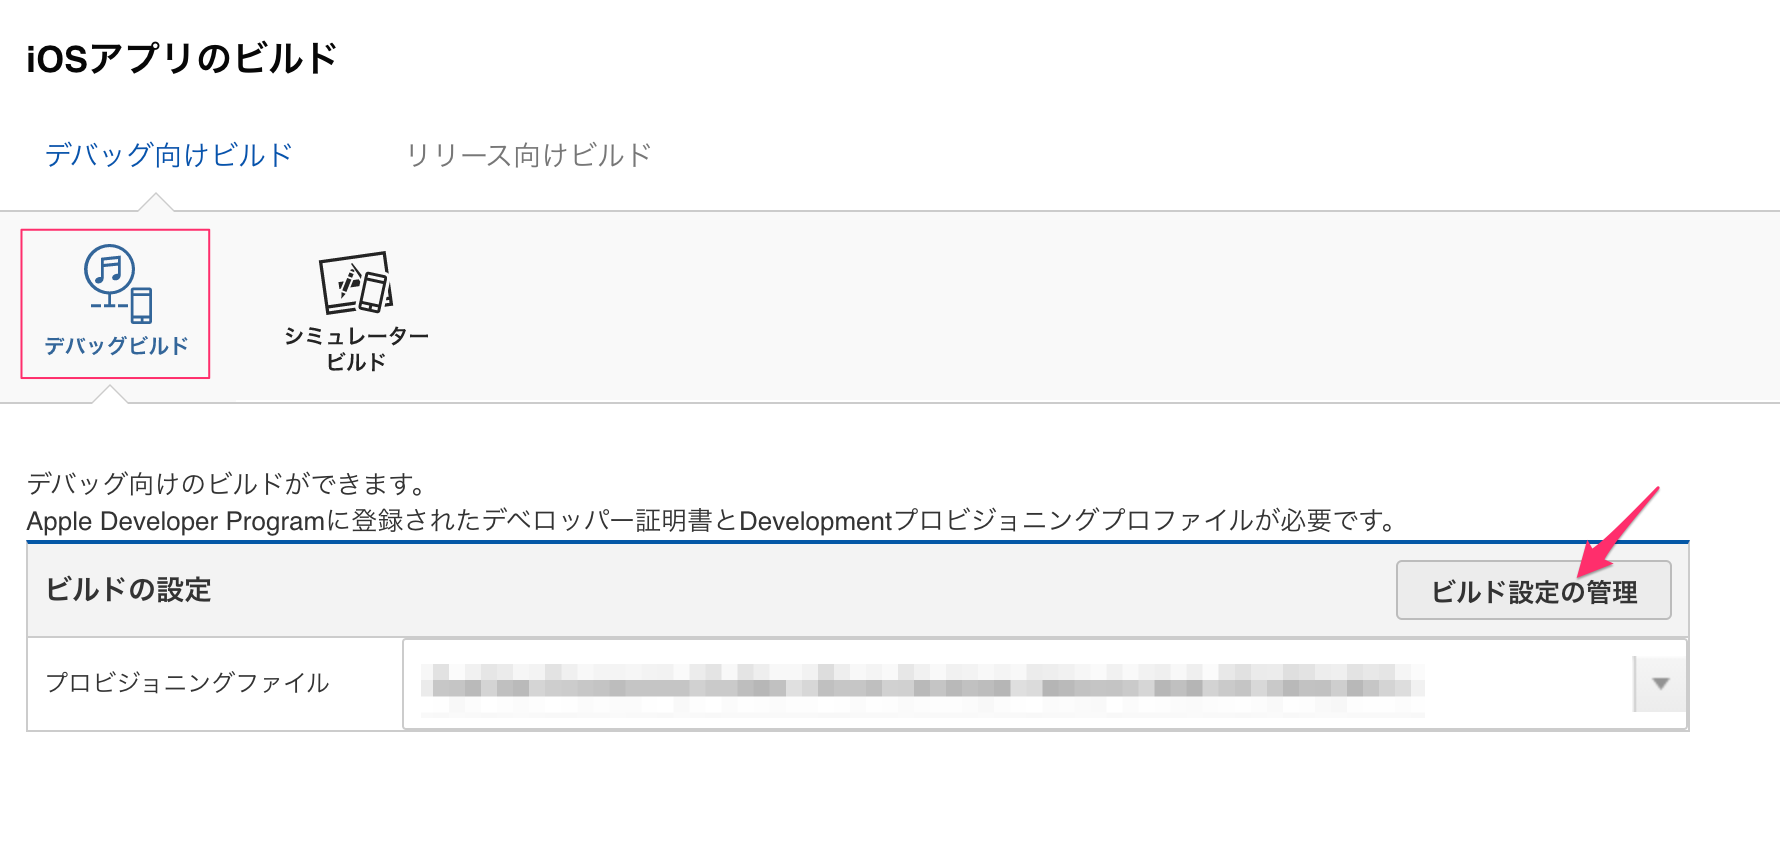 iOSアプリのビルド
デバッグ向けビルド リリース向けビルド
デバッグビルド
シミュレーター
ビルド
デバッグ向けのビルドができます。
Apple Developer Programに登録されたデベロッパー証明書とDevelopmentプロビジョニングプロファイルが必要です。
ビルドの設定 ビルド設定の管理
プロビジョニングファイル